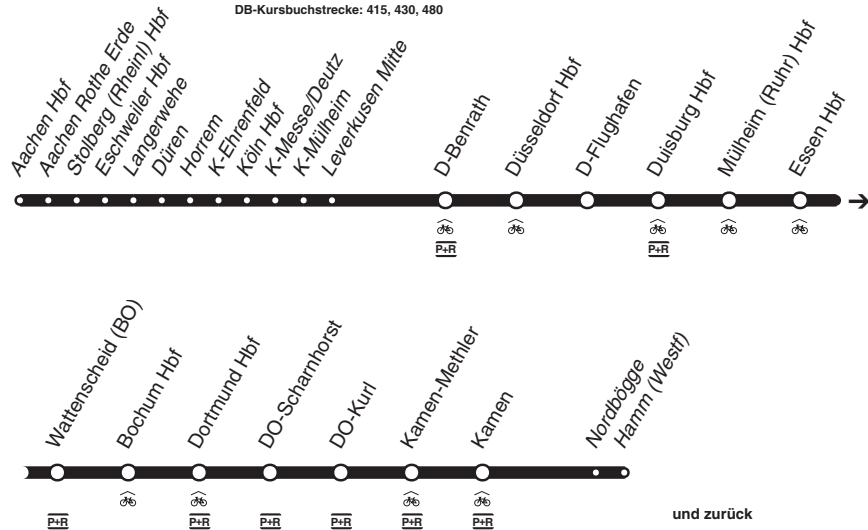 DB-Kursbuchstrecke: 415, 430, 480
Aachen Hbf
Aachen Rothe Erde
Stolberg (Rheinl) Hbf
Eschweiler Hbf
Langerwehe
Düren
Horrem
K-Ehrenfeld
Köln Hbf
K-Messe/Deutz
K-Mülheim
Leverkusen Mitte
D-Benrath
Düsseldorf Hbf
D-Flughafen
Duisburg Hbf
Mülheim (Ruhr) Hbf
Essen Hbf
P+R
P+R
Wattenscheid (BO)
Bochum Hbf
Dortmund Hbf
DO-Scharnhorst
DO-Kurl
Kamen-Methler
Kamen
Nordbögge
Hamm (Westf)
P+R
P+R
P+R
P+R
P+R
P+R
und zurück